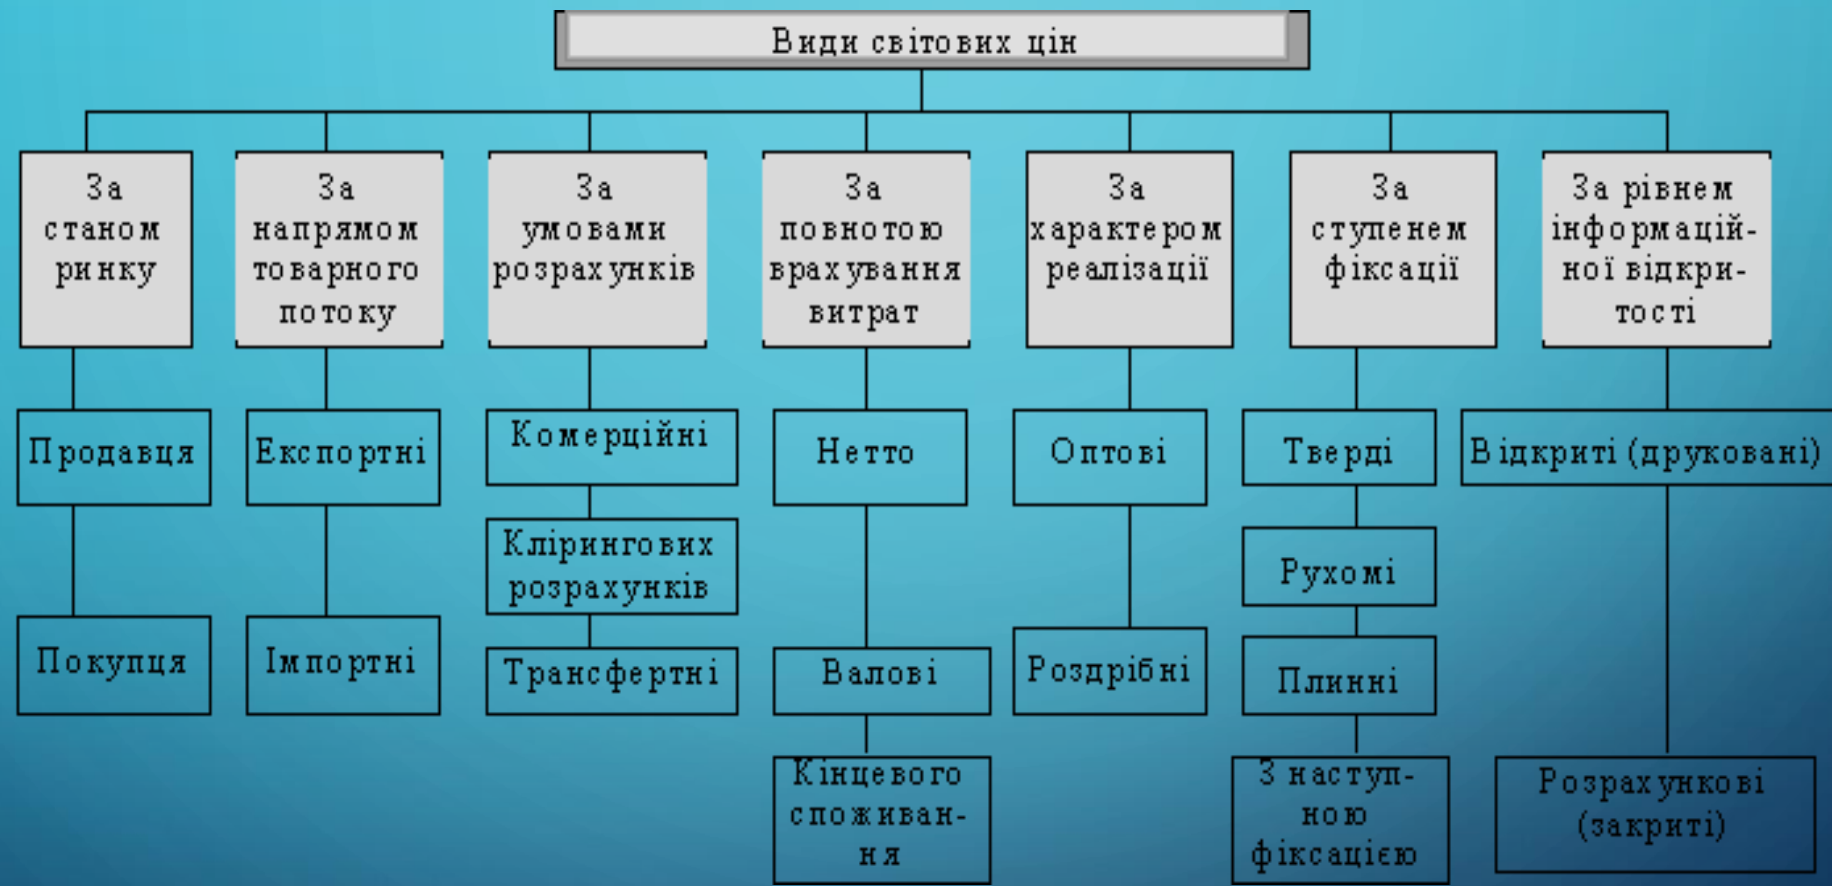 Види світових цін
За
станом
ринку
За
напрямом
товарного
потоку
За
умовами
розрахунків
За
повнотою
врахування
витрат
За
характером
реалізації
За
ступенем
фіксації
За рівнем
інформацій-
ної відкри-
тості
Продавця
Покупця
Експортні
Імпортні
Комерційні
Клірингових
розрахунків
Трансфертні
Нетто
Валові
Кінцевого
споживан-
ня
Оптові
Роздрібні
Тверді
Рухомі
Плинні
З наступ-
ною
фіксацією
Відкриті (друковані)
Розрахункові
(закриті)